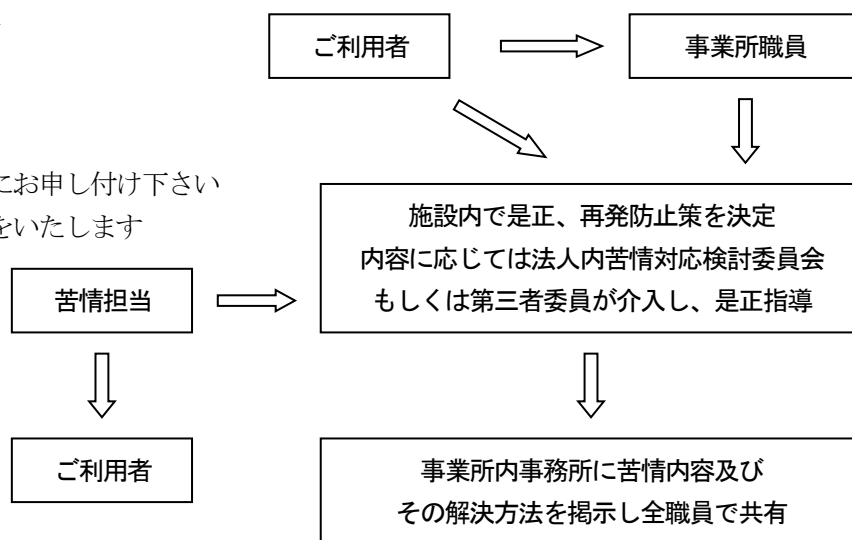 ご利用者
事業所職員
にお申し付け下さい
をいたします
施設内で是正、再発防止策を決定
内容に応じては法人内苦情対応検討委員会
もしくは第三者委員が介入し、是正指導
苦情担当
ご利用者
事業所内事務所に苦情内容及び
その解決方法を掲示し全職員で共有